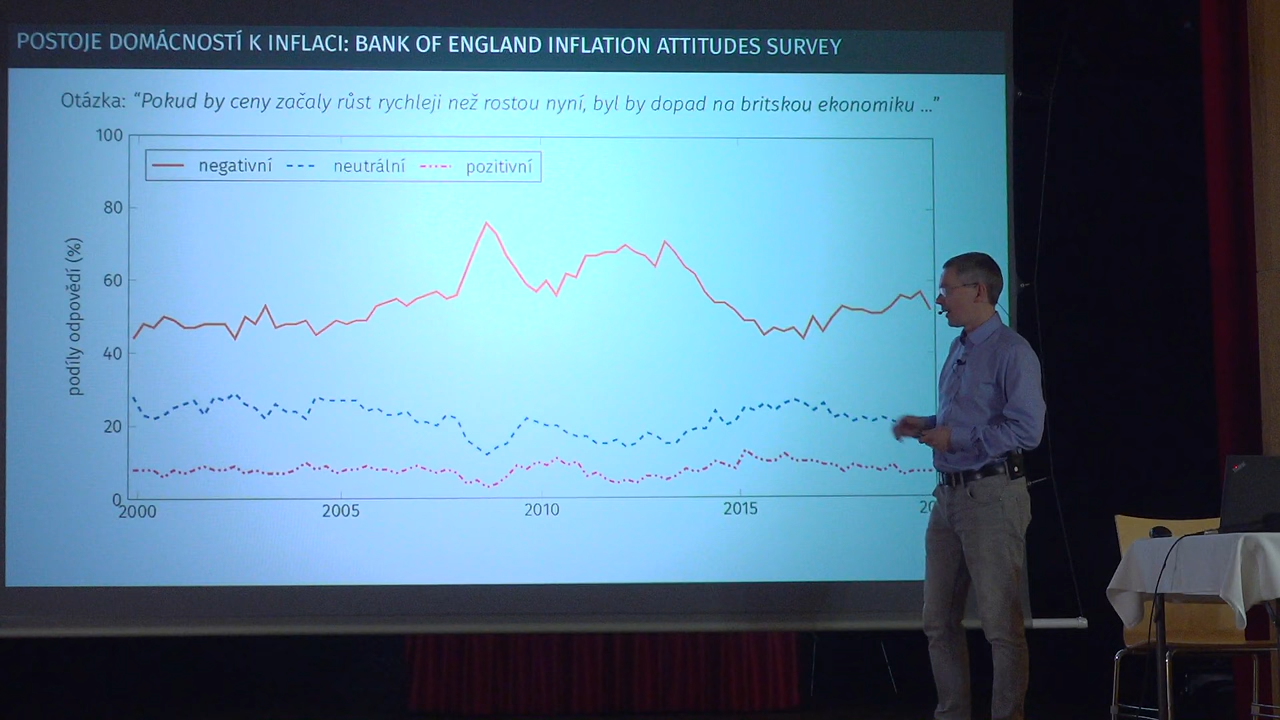 POSTOJE DOMÁCNOSTÍ K INFLACI: BANK OF ENGLAND INFLATION ATTITUDES SURVEY
Otázka: "Pokud by ceny začaly růst rychleji než rostou nyní, byl by dopad na britskou ekonomiku ..."
100
negativní neutrální pozitivní
80
60
40
20
0
podíly odpovědí (%)
2000 2005 2010 2015 20